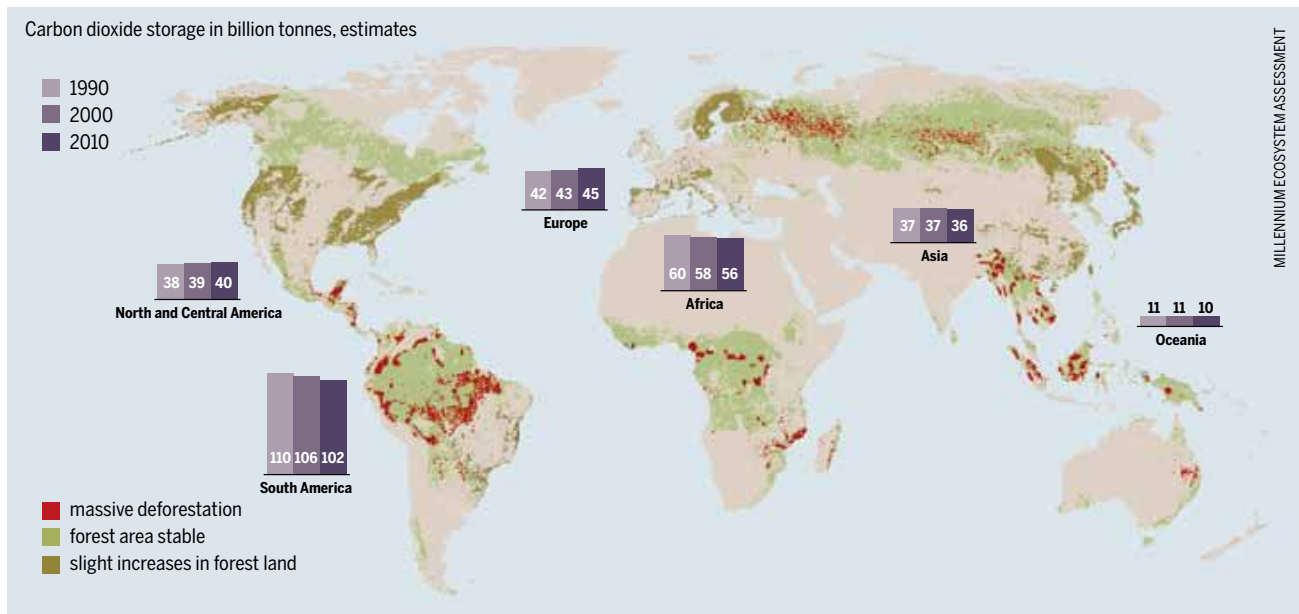 Carbon dioxide storage in billion tonnes, estimates
MILLENNIUM ECOSYSTEM ASSESSMENT
1990
2000
2010
42 43 45
Europe
37 37 36
Asia
60 58 56
Africa
38 39 40
North and Central America
11 11 10
Oceania
110 106 102
South America
massive deforestation
forest area stable
slight increases in forest land